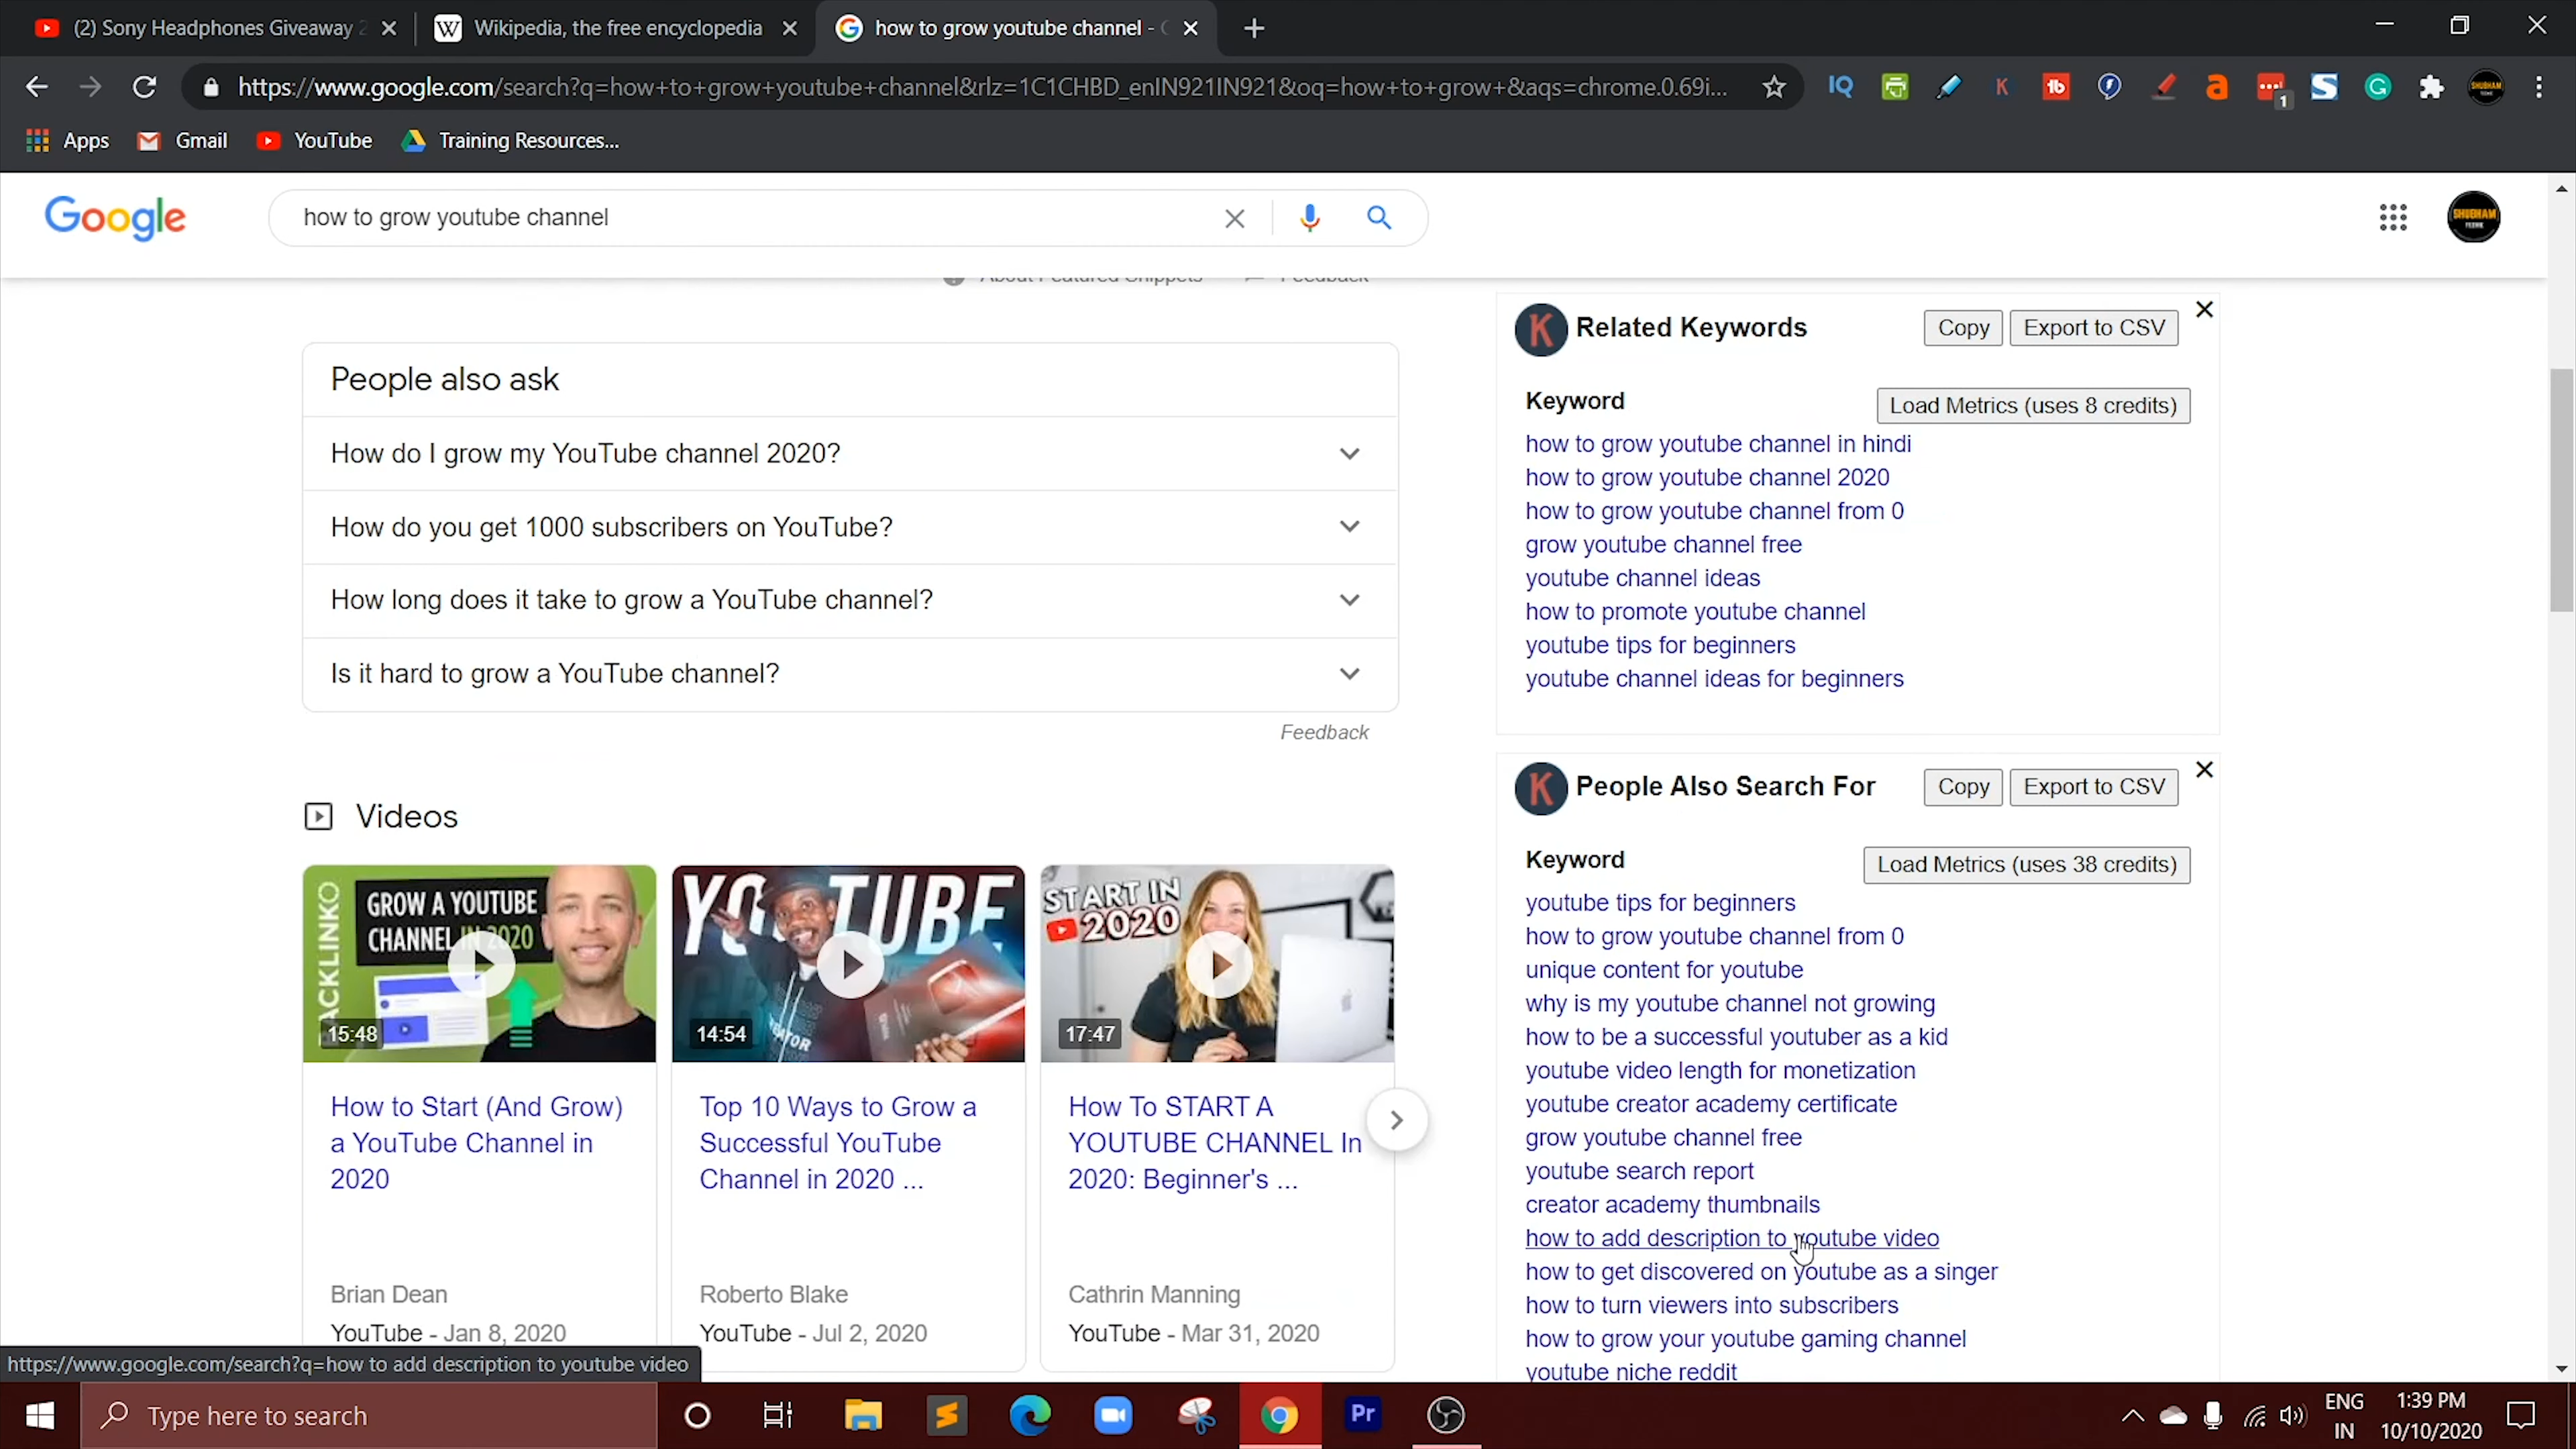 (2) Sony Headphones Giveaway 2
Wikipedia, the free encyclopedia
how to grow youtube channel -
https://www.google.com/search?q=how+to+grow+youtube+channel&rlz=1C1CHBD_enIN921IN921&oq=how+to+grow+&aqs=chrome.0.69i...
Apps
Gmail
YouTube
Training Resources...
Google
how to grow youtube channel
SHUBHAM
About Featured Snippets
Feedback
People also ask
How do I grow my YouTube channel 2020?
How do you get 1000 subscribers on YouTube?
How long does it take to grow a YouTube channel?
Is it hard to grow a YouTube channel?
Feedback
Videos
BACKLINKO
GROW A YOUTUBE
CHANNEL IN 2020
15:48
YOUTUBE
14:54
START IN
2020
17:47
How to Start (And Grow)
a YouTube Channel in
2020
Brian Dean
YouTube - Jan 8, 2020
Top 10 Ways to Grow a
Successful YouTube
Channel in 2020 ...
Roberto Blake
YouTube - Jul 2, 2020
How To START A
YOUTUBE CHANNEL In
2020: Beginner's ...
Cathrin Manning
YouTube - Mar 31, 2020
K Related Keywords
Copy
Export to CSV
Keyword
Load Metrics (uses 8 credits)
how to grow youtube channel in hindi
how to grow youtube channel 2020
how to grow youtube channel from 0
grow youtube channel free
youtube channel ideas
how to promote youtube channel
youtube tips for beginners
youtube channel ideas for beginners
K People Also Search For
Copy
Export to CSV
Keyword
Load Metrics (uses 38 credits)
youtube tips for beginners
how to grow youtube channel from 0
unique content for youtube
why is my youtube channel not growing
how to be a successful youtuber as a kid
youtube video length for monetization
youtube creator academy certificate
grow youtube channel free
youtube search report
creator academy thumbnails
how to add description to youtube video
how to get discovered on youtube as a singer
how to turn viewers into subscribers
how to grow your youtube gaming channel
youtube niche reddit
https://www.google.com/search?q=how to add description to youtube video
Type here to search
Pr
ENG
IN
1:39 PM
10/10/2020